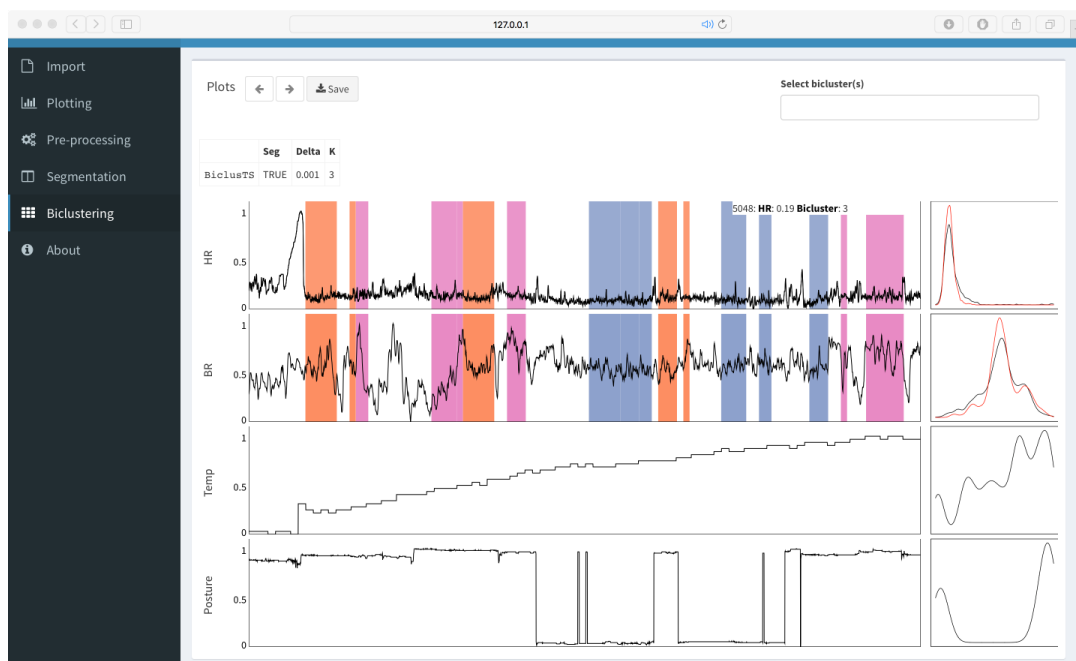 127.0.0.1
Import
Plotting
Pre-processing
Segmentation
Biclustering
About
Plots
Save
Select bicluster(s)
Seg Delta K
BiclusTS TRUE 0.001 3
5048: HR: 0.19 Bicluster: 3
HR
1
0.5
0
BR
1
0.5
0
Temp
1
0.5
0
Posture
1
0.5
0